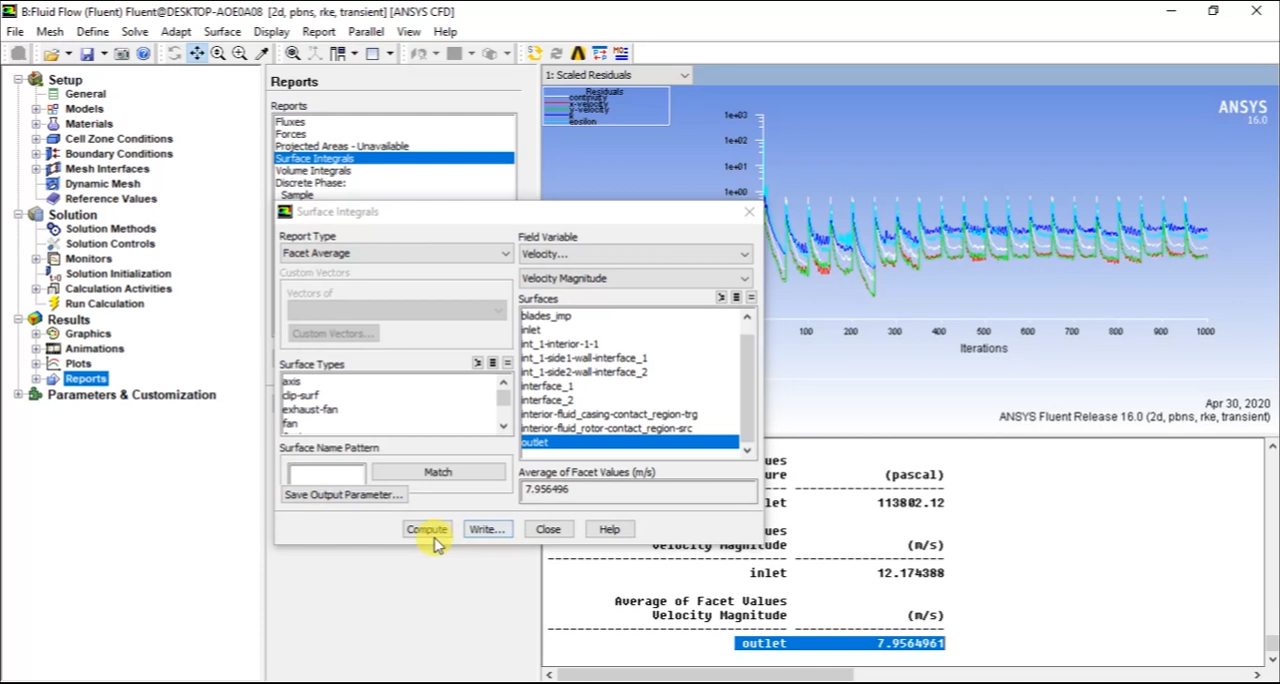 B:Fluid Flow (Fluent) Fluent@DESKTOP-AOE0A08 [2d, pbns, rke, transient] [ANSYS CFD]
File Mesh Define Solve Adapt Surface Display Report Parallel View Help
Setup
General
Models
Materials
Cell Zone Conditions
Boundary Conditions
Mesh Interfaces
Dynamic Mesh
Reference Values
Solution
Solution Methods
Solution Controls
Monitors
Solution Initialization
Calculation Activities
Run Calculation
Results
Graphics
Animations
Plots
Reports
Parameters & Customization
Reports
Reports
Fluxes
Forces
Projected Areas - Unavailable
Surface Integrals
Volume Integrals
Discrete Phase:
Sample
Surface Integrals
Report Type
Facet Average
Custom Vectors
Vectors of
Custom Vectors...
Surface Types
axis
clip-surf
exhaust-fan
fan
Surface Name Pattern
Match
Save Output Parameter...
Field Variable
Velocity...
Velocity Magnitude
Surfaces
blades_imp
inlet
int_1-interior-1-1
int_1-side1-wall-interface_1
int_1-side2-wall-interface_2
interface_1
interface_2
interior-fluid_casing-contact_region-trg
interior-fluid_rotor-contact_region-src
outlet
Average of Facet Values (m/s)
7.956496
Compute Write... Close Help
1: Scaled Residuals
Residuals
continuity
x-velocity
y-velocity
k
epsilon
1e+03
1e+02
1e+01
1e+00
100 200 300 400 500 600 700 800 900 1000
Iterations
ANSYS
16.0
Apr 30, 2020
ANSYS Fluent Release 16.0 (2d, pbns, rke, transient)
ues
ure (pascal)
let 113802.12
ues
Velocity Magnitude (m/s)
inlet 12.174388
Average of Facet Values
Velocity Magnitude (m/s)
outlet 7.9564961